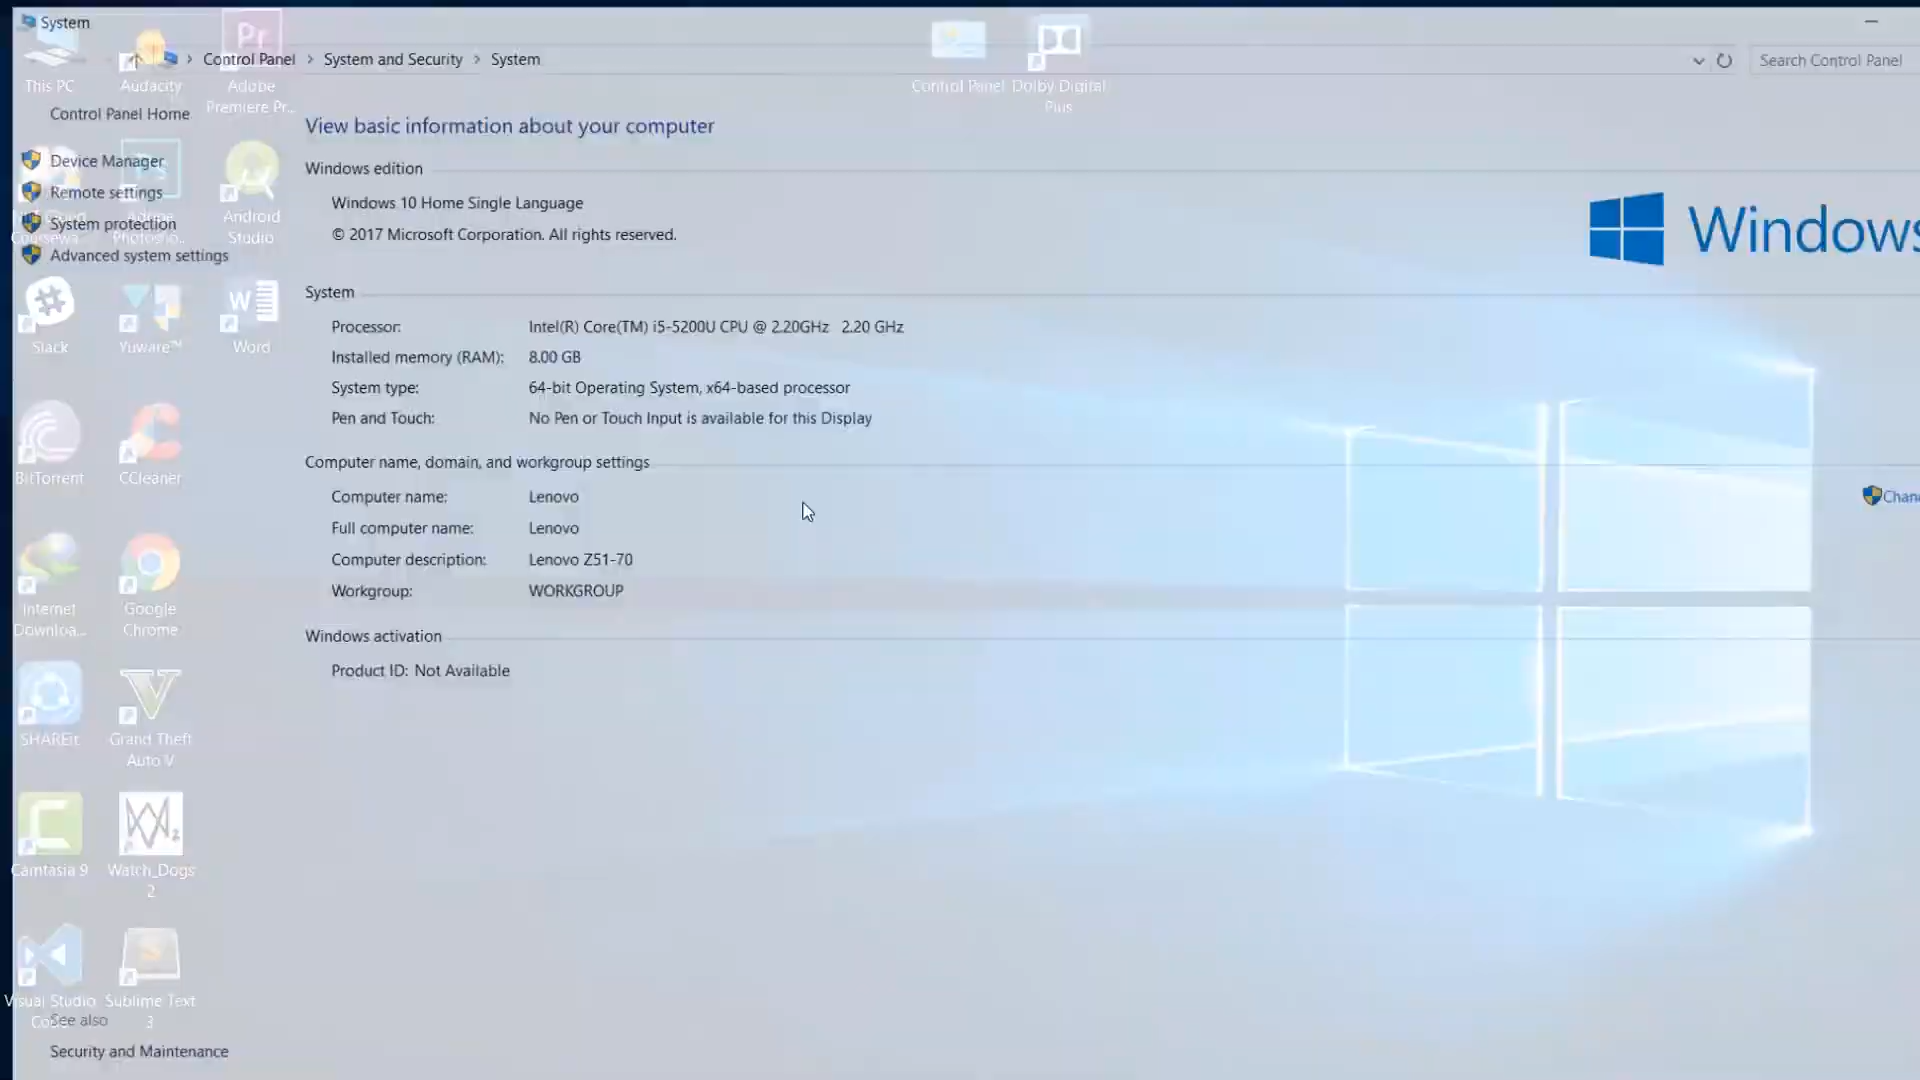 System
Control Panel > System and Security > System
Search Control Panel
This PC
Audacity
Adobe
Premiere Pr...
Control Panel
Dolby Digital
Plus
Control Panel Home
Device Manager
Remote settings
System protection
Advanced system settings
Adobe
Photosho...
Android
Studio
Slack
Yuware™
Word
BitTorrent
CCleaner
Internet
Downloa...
Google
Chrome
SHAREit
Grand Theft
Auto V
Camtasia 9
Watch_Dogs
2
Visual Studio
Sublime Text
3
See also
Security and Maintenance
View basic information about your computer
Windows edition
Windows 10 Home Single Language
© 2017 Microsoft Corporation. All rights reserved.
Windows
System
Processor: Intel(R) Core(TM) i5-5200U CPU @ 2.20GHz 2.20 GHz
Installed memory (RAM): 8.00 GB
System type: 64-bit Operating System, x64-based processor
Pen and Touch: No Pen or Touch Input is available for this Display
Computer name, domain, and workgroup settings
Computer name: Lenovo
Full computer name: Lenovo
Computer description: Lenovo Z51-70
Workgroup: WORKGROUP
Windows activation
Product ID: Not Available